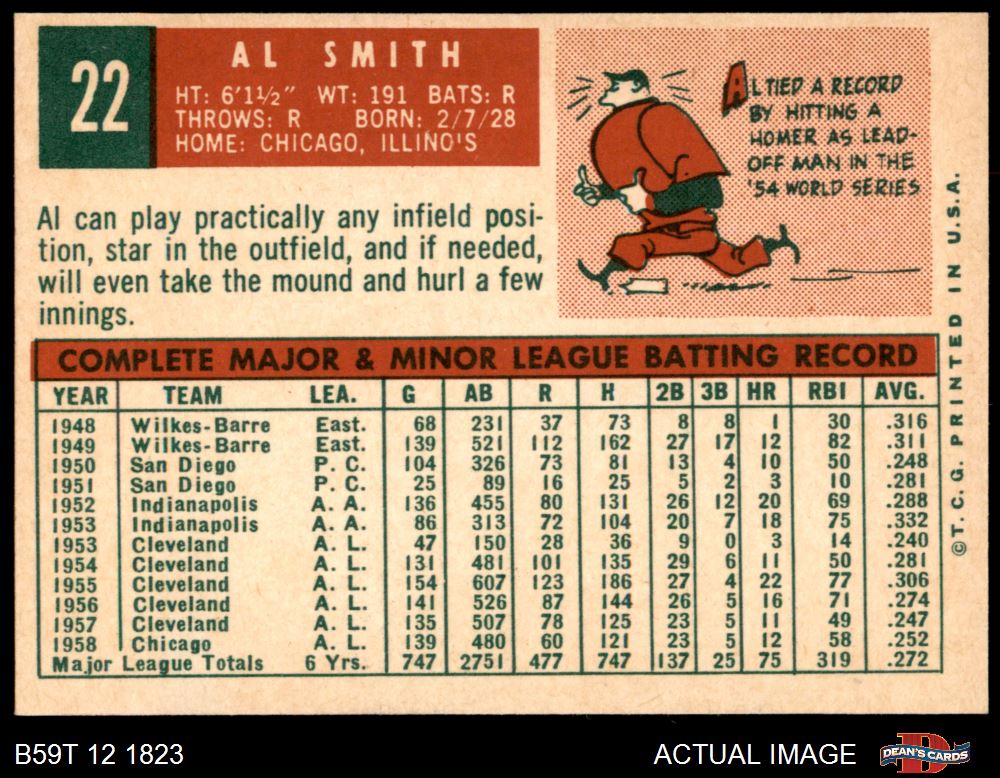 22
AL SMITH
HT: 6'1½" WT: 191 BATS: R
THROWS: R BORN: 2/7/28
HOME: CHICAGO, ILLINO'S
Al can play practically any infield posi-
tion, star in the outfield, and if needed,
will even take the mound and hurl a few
innings.
AL TIED A RECORD
BY HITTING A
HOMER AS LEAD-
OFF MAN IN THE
'54 WORLD SERIES
©T. C. G. PRINTED IN U.S.A.
COMPLETE MAJOR & MINOR LEAGUE BATTING RECORD
YEAR TEAM LEA. G AB R H 2B 3B HR RBI AVG.
1948 Wilkes-Barre East. 68 231 37 73 8 8 1 30 .316
1949 Wilkes-Barre East. 139 521 112 162 27 17 12 82 .311
1950 San Diego P. C. 104 326 73 81 13 4 10 50 .248
1951 San Diego P. C. 25 89 16 25 5 2 3 10 .281
1952 Indianapolis A. A. 136 455 80 131 26 12 20 69 .288
1953 Indianapolis A. A. 86 313 72 104 20 7 18 75 .332
1953 Cleveland A. L. 47 150 28 36 9 0 3 14 .240
1954 Cleveland A. L. 131 481 101 135 29 6 11 50 .281
1955 Cleveland A. L. 154 607 123 186 27 4 22 77 .306
1956 Cleveland A. L. 141 526 87 144 26 5 16 71 .274
1957 Cleveland A. L. 135 507 78 125 23 5 11 49 .247
1958 Chicago A. L. 139 480 60 121 23 5 12 58 .252
Major League Totals 6 Yrs. 747 2751 477 747 137 25 75 319 .272
B59T 12 1823
ACTUAL IMAGE
DEAN'S CARDS